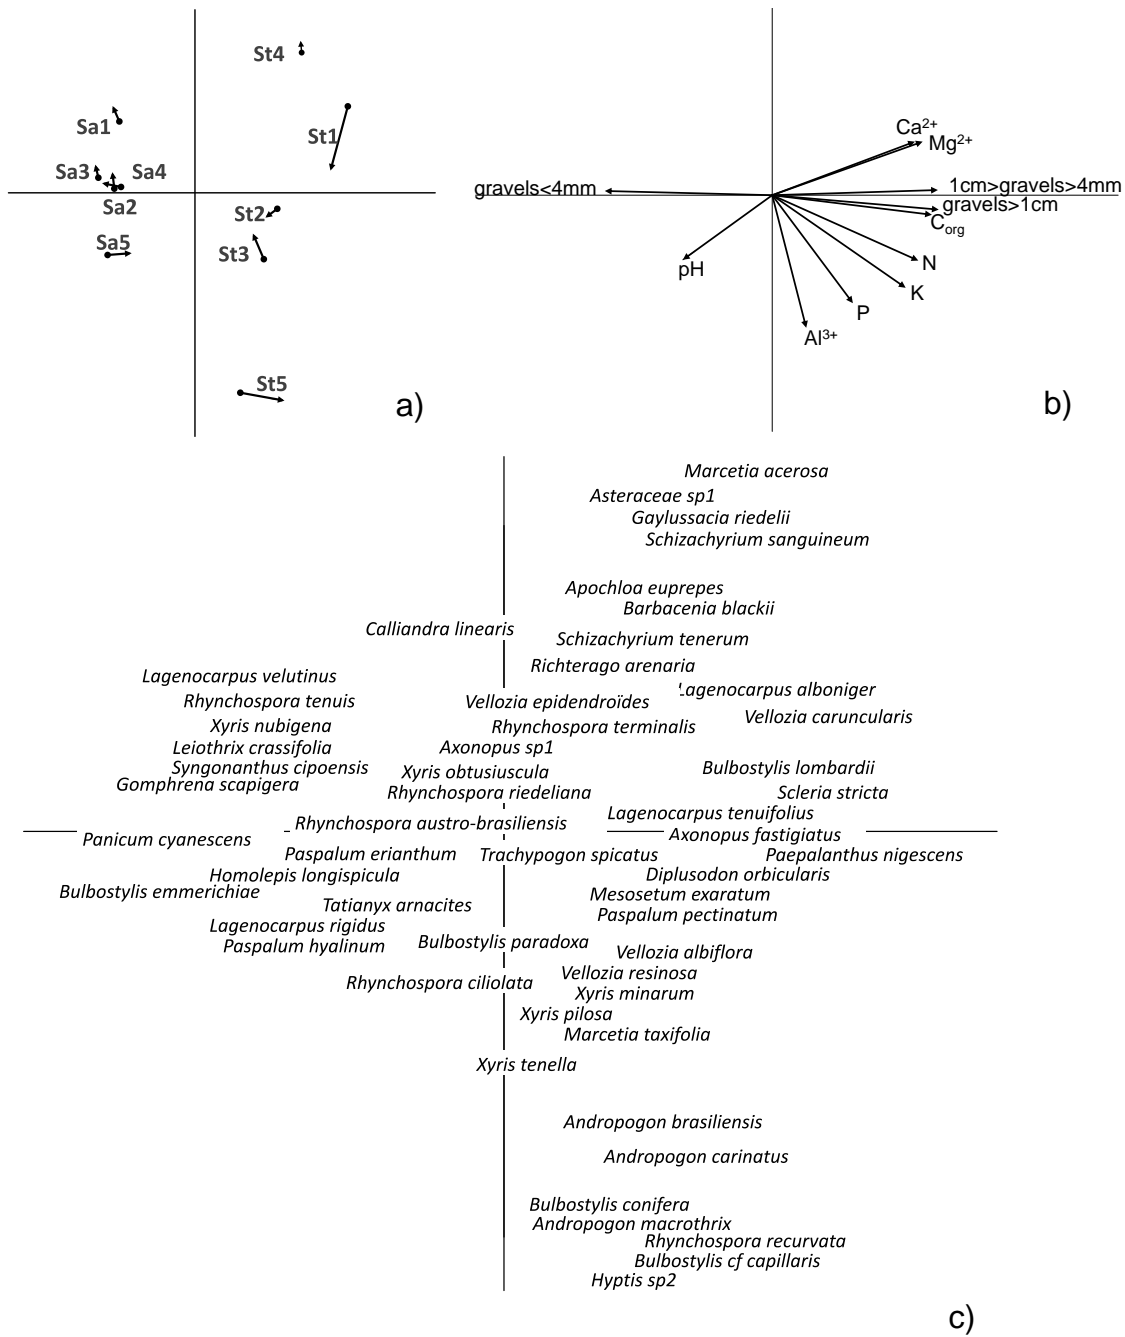 St4
Sa1
St1
Sa3
Sa4
Sa2
St2
Sa5
St3
St5
a)
Ca2+
Mg2+
gravels<4mm
1cm>gravels>4mm
gravels>1cm
Corg
pH
N
K
P
Al3+
b)
Marcetia acerosa
Asteraceae sp1
Gaylussacia riedelii
Schizachyrium sanguineum
Apochloa euprepes
Barbacenia blackii
Calliandra linearis
Schizachyrium tenerum
Richterago arenaria
Lagenocarpus velutinus
Lagenocarpus alboniger
Rhynchospora tenuis
Vellozia epidendroïdes
Vellozia caruncularis
Xyris nubigena
Rhynchospora terminalis
Leiothrix crassifolia
Axonopus sp1
Syngonanthus cipoensis
Xyris obtusiuscula
Bulbostylis lombardii
Gomphrena scapigera
Rhynchospora riedeliana
Scleria stricta
Lagenocarpus tenuifolius
Rhynchospora austro-brasiliensis
Axonopus fastigiatus
Panicum cyanescens
Paspalum erianthum
Trachypogon spicatus
Paepalanthus nigescens
Homolepis longispicula
Diplusodon orbicularis
Bulbostylis emmerichiae
Mesosetum exaratum
Tatianyx arnacites
Paspalum pectinatum
Lagenocarpus rigidus
Paspalum hyalinum
Bulbostylis paradoxa
Vellozia albiflora
Vellozia resinosa
Rhynchospora ciliolata
Xyris minarum
Xyris pilosa
Marcetia taxifolia
Xyris tenella
Andropogon brasiliensis
Andropogon carinatus
Bulbostylis conifera
Andropogon macrothrix
Rhynchospora recurvata
Bulbostylis cf capillaris
Hyptis sp2
c)